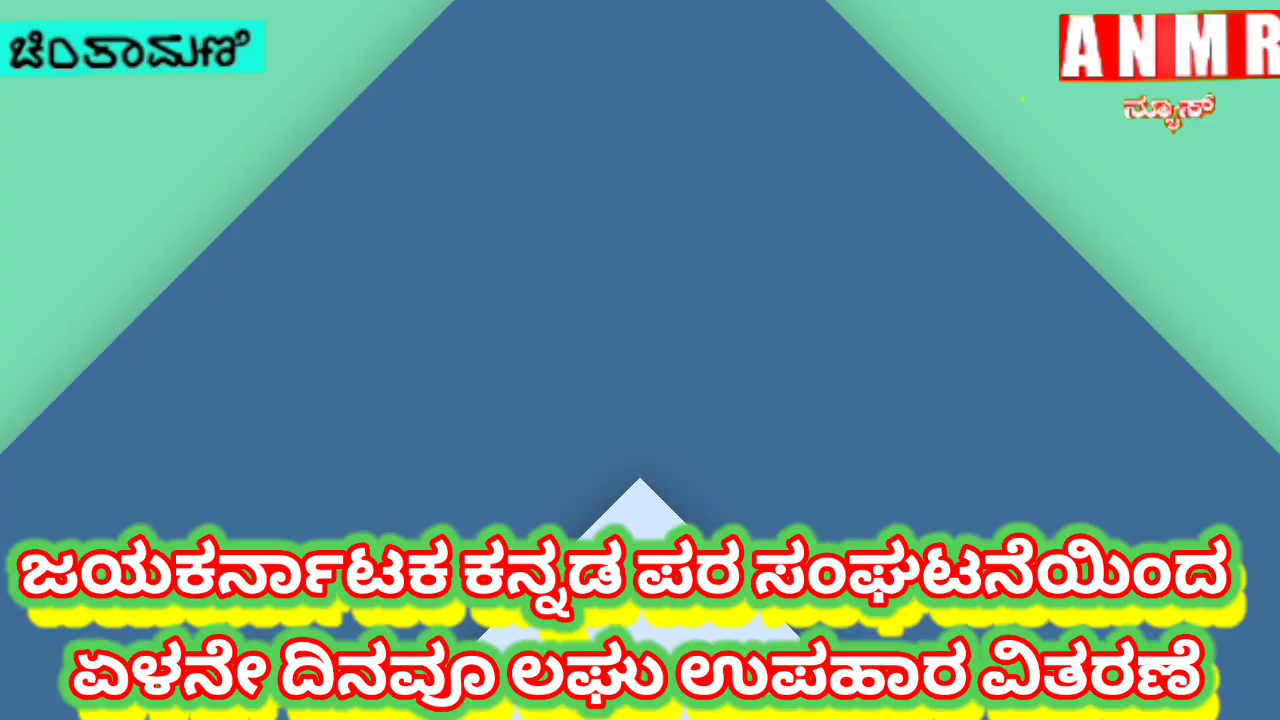 ಚಿಂತಾಮಣಿ
ANMR
ನ್ಯೂಸ್
ಜಯಕರ್ನಾಟಕ ಕನ್ನಡ ಪರ ಸಂಘಟನೆಯಿಂದ
ಏಳನೇ ದಿನವೂ ಲಘು ಉಪಹಾರ ವಿತರಣೆ